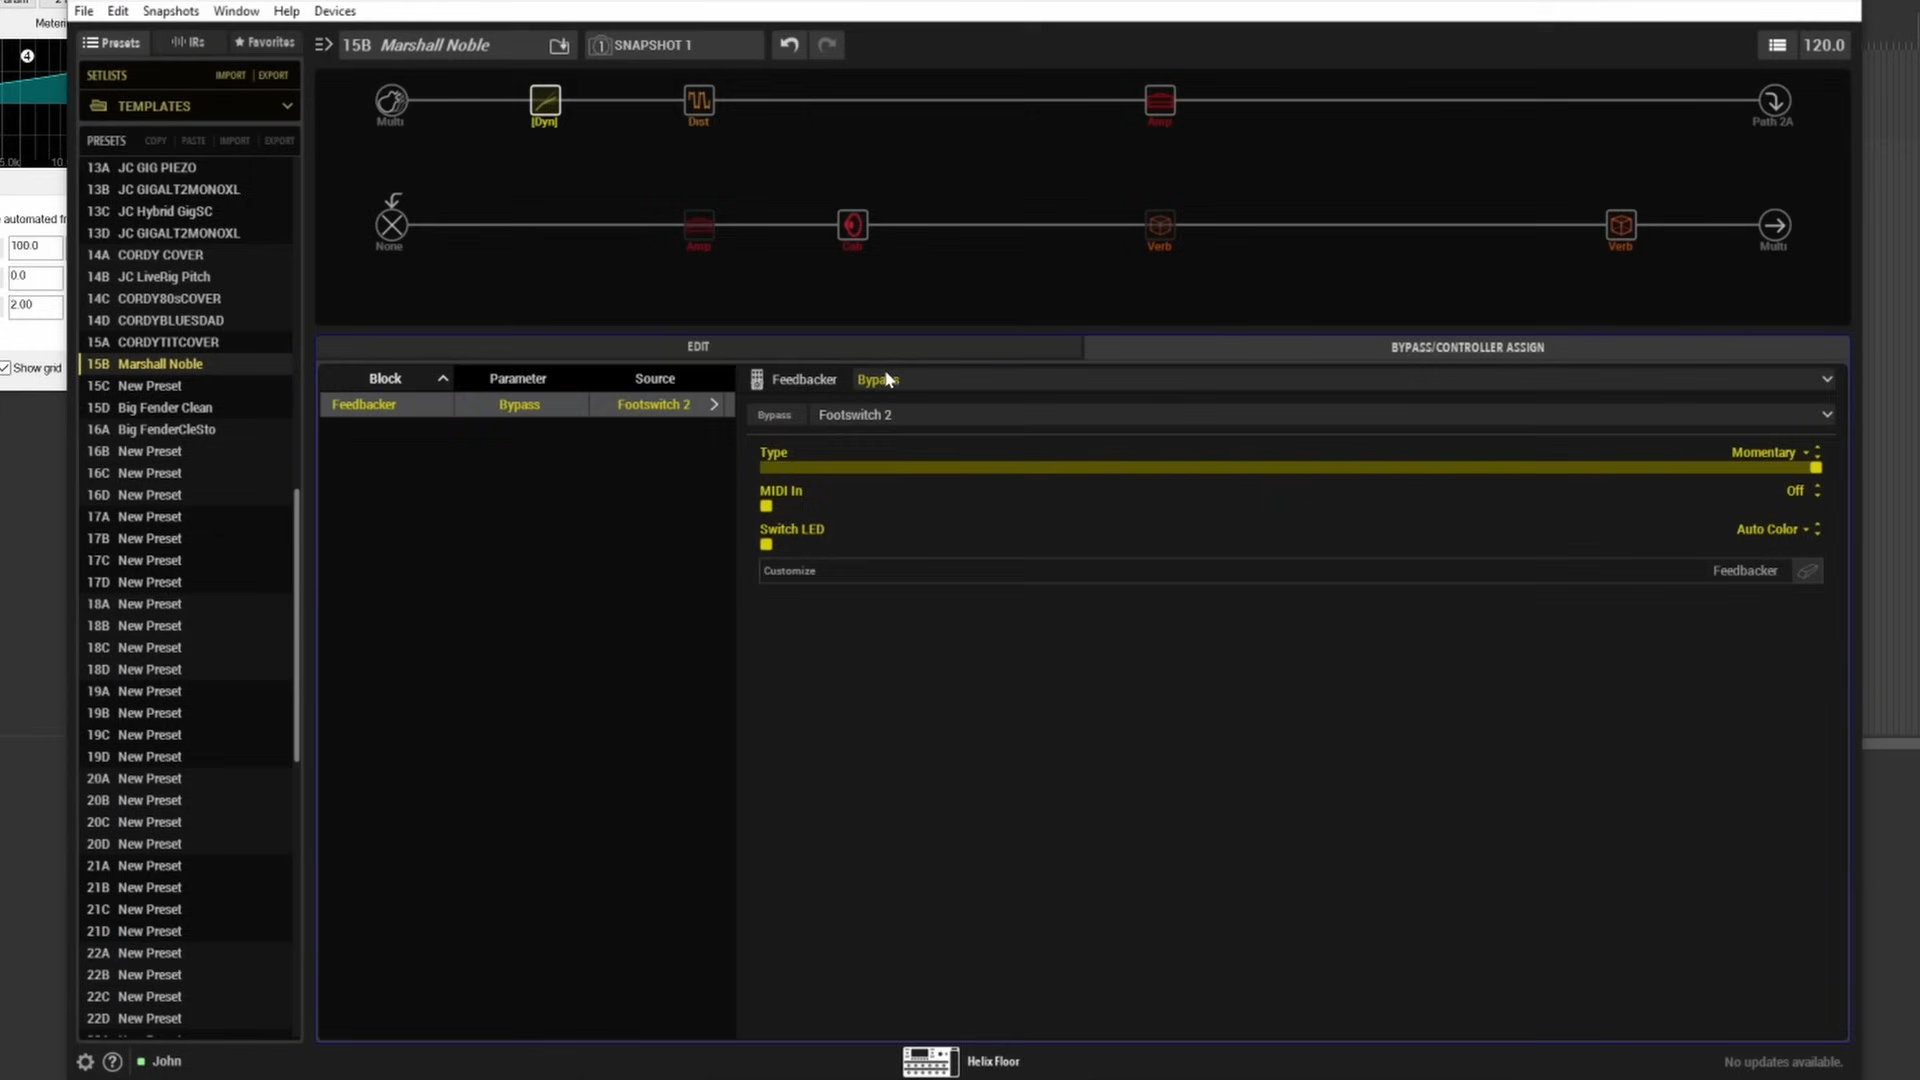 File Edit Snapshots Window Help Devices
Presets IRs Favorites
15B Marshall Noble
1 SNAPSHOT 1
120.0
SETLISTS IMPORT | EXPORT
TEMPLATES
PRESETS COPY PASTE IMPORT EXPORT
13A JC GIG PIEZO
13B JC GIGALT2MONOXL
13C JC Hybrid GigSC
13D JC GIGALT2MONOXL
14A CORDY COVER
14B JC LiveRig Pitch
14C CORDY80sCOVER
14D CORDYBLUESDAD
15A CORDYTITCOVER
15B Marshall Noble
15C New Preset
15D Big Fender Clean
16A Big FenderCleSto
16B New Preset
16C New Preset
16D New Preset
17A New Preset
17B New Preset
17C New Preset
17D New Preset
18A New Preset
18B New Preset
18C New Preset
18D New Preset
19A New Preset
19B New Preset
19C New Preset
19D New Preset
20A New Preset
20B New Preset
20C New Preset
20D New Preset
21A New Preset
21B New Preset
21C New Preset
21D New Preset
22A New Preset
22B New Preset
22C New Preset
22D New Preset
Multi [Dyn] Dist Amp Path 2A
None Amp Cab Verb Verb Multi
EDIT BYPASS/CONTROLLER ASSIGN
Block Parameter Source
Feedbacker Bypass Footswitch 2
Feedbacker Bypass
Bypass Footswitch 2
Type Momentary
MIDI In Off
Switch LED Auto Color
Customize Feedbacker
John
Helix Floor
No updates available.
4
5.0k 10
100.0
0.0
2.00
Show grid